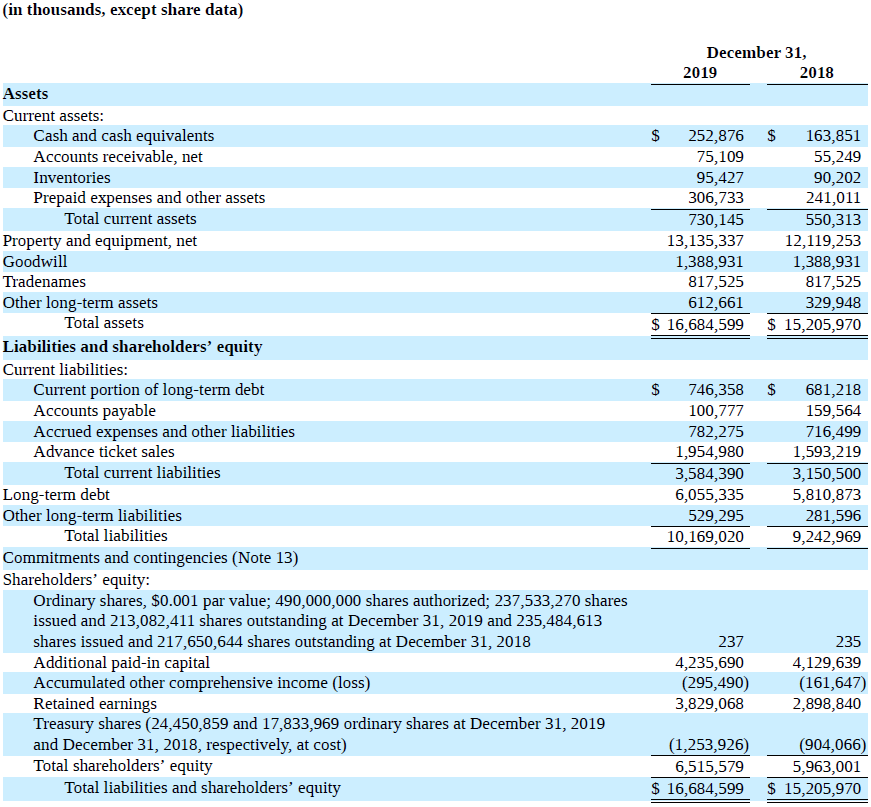 (in thousands, except share data)
December 31,
2019 2018
Assets
Current assets:
Cash and cash equivalents $ 252,876 $ 163,851
Accounts receivable, net 75,109 55,249
Inventories 95,427 90,202
Prepaid expenses and other assets 306,733 241,011
Total current assets 730,145 550,313
Property and equipment, net 13,135,337 12,119,253
Goodwill 1,388,931 1,388,931
Tradenames 817,525 817,525
Other long-term assets 612,661 329,948
Total assets $ 16,684,599 $ 15,205,970
Liabilities and shareholders’ equity
Current liabilities:
Current portion of long-term debt $ 746,358 $ 681,218
Accounts payable 100,777 159,564
Accrued expenses and other liabilities 782,275 716,499
Advance ticket sales 1,954,980 1,593,219
Total current liabilities 3,584,390 3,150,500
Long-term debt 6,055,335 5,810,873
Other long-term liabilities 529,295 281,596
Total liabilities 10,169,020 9,242,969
Commitments and contingencies (Note 13)
Shareholders’ equity:
Ordinary shares, $0.001 par value; 490,000,000 shares authorized; 237,533,270 shares
issued and 213,082,411 shares outstanding at December 31, 2019 and 235,484,613
shares issued and 217,650,644 shares outstanding at December 31, 2018 237 235
Additional paid-in capital 4,235,690 4,129,639
Accumulated other comprehensive income (loss) (295,490) (161,647)
Retained earnings 3,829,068 2,898,840
Treasury shares (24,450,859 and 17,833,969 ordinary shares at December 31, 2019
and December 31, 2018, respectively, at cost) (1,253,926) (904,066)
Total shareholders’ equity 6,515,579 5,963,001
Total liabilities and shareholders’ equity $ 16,684,599 $ 15,205,970